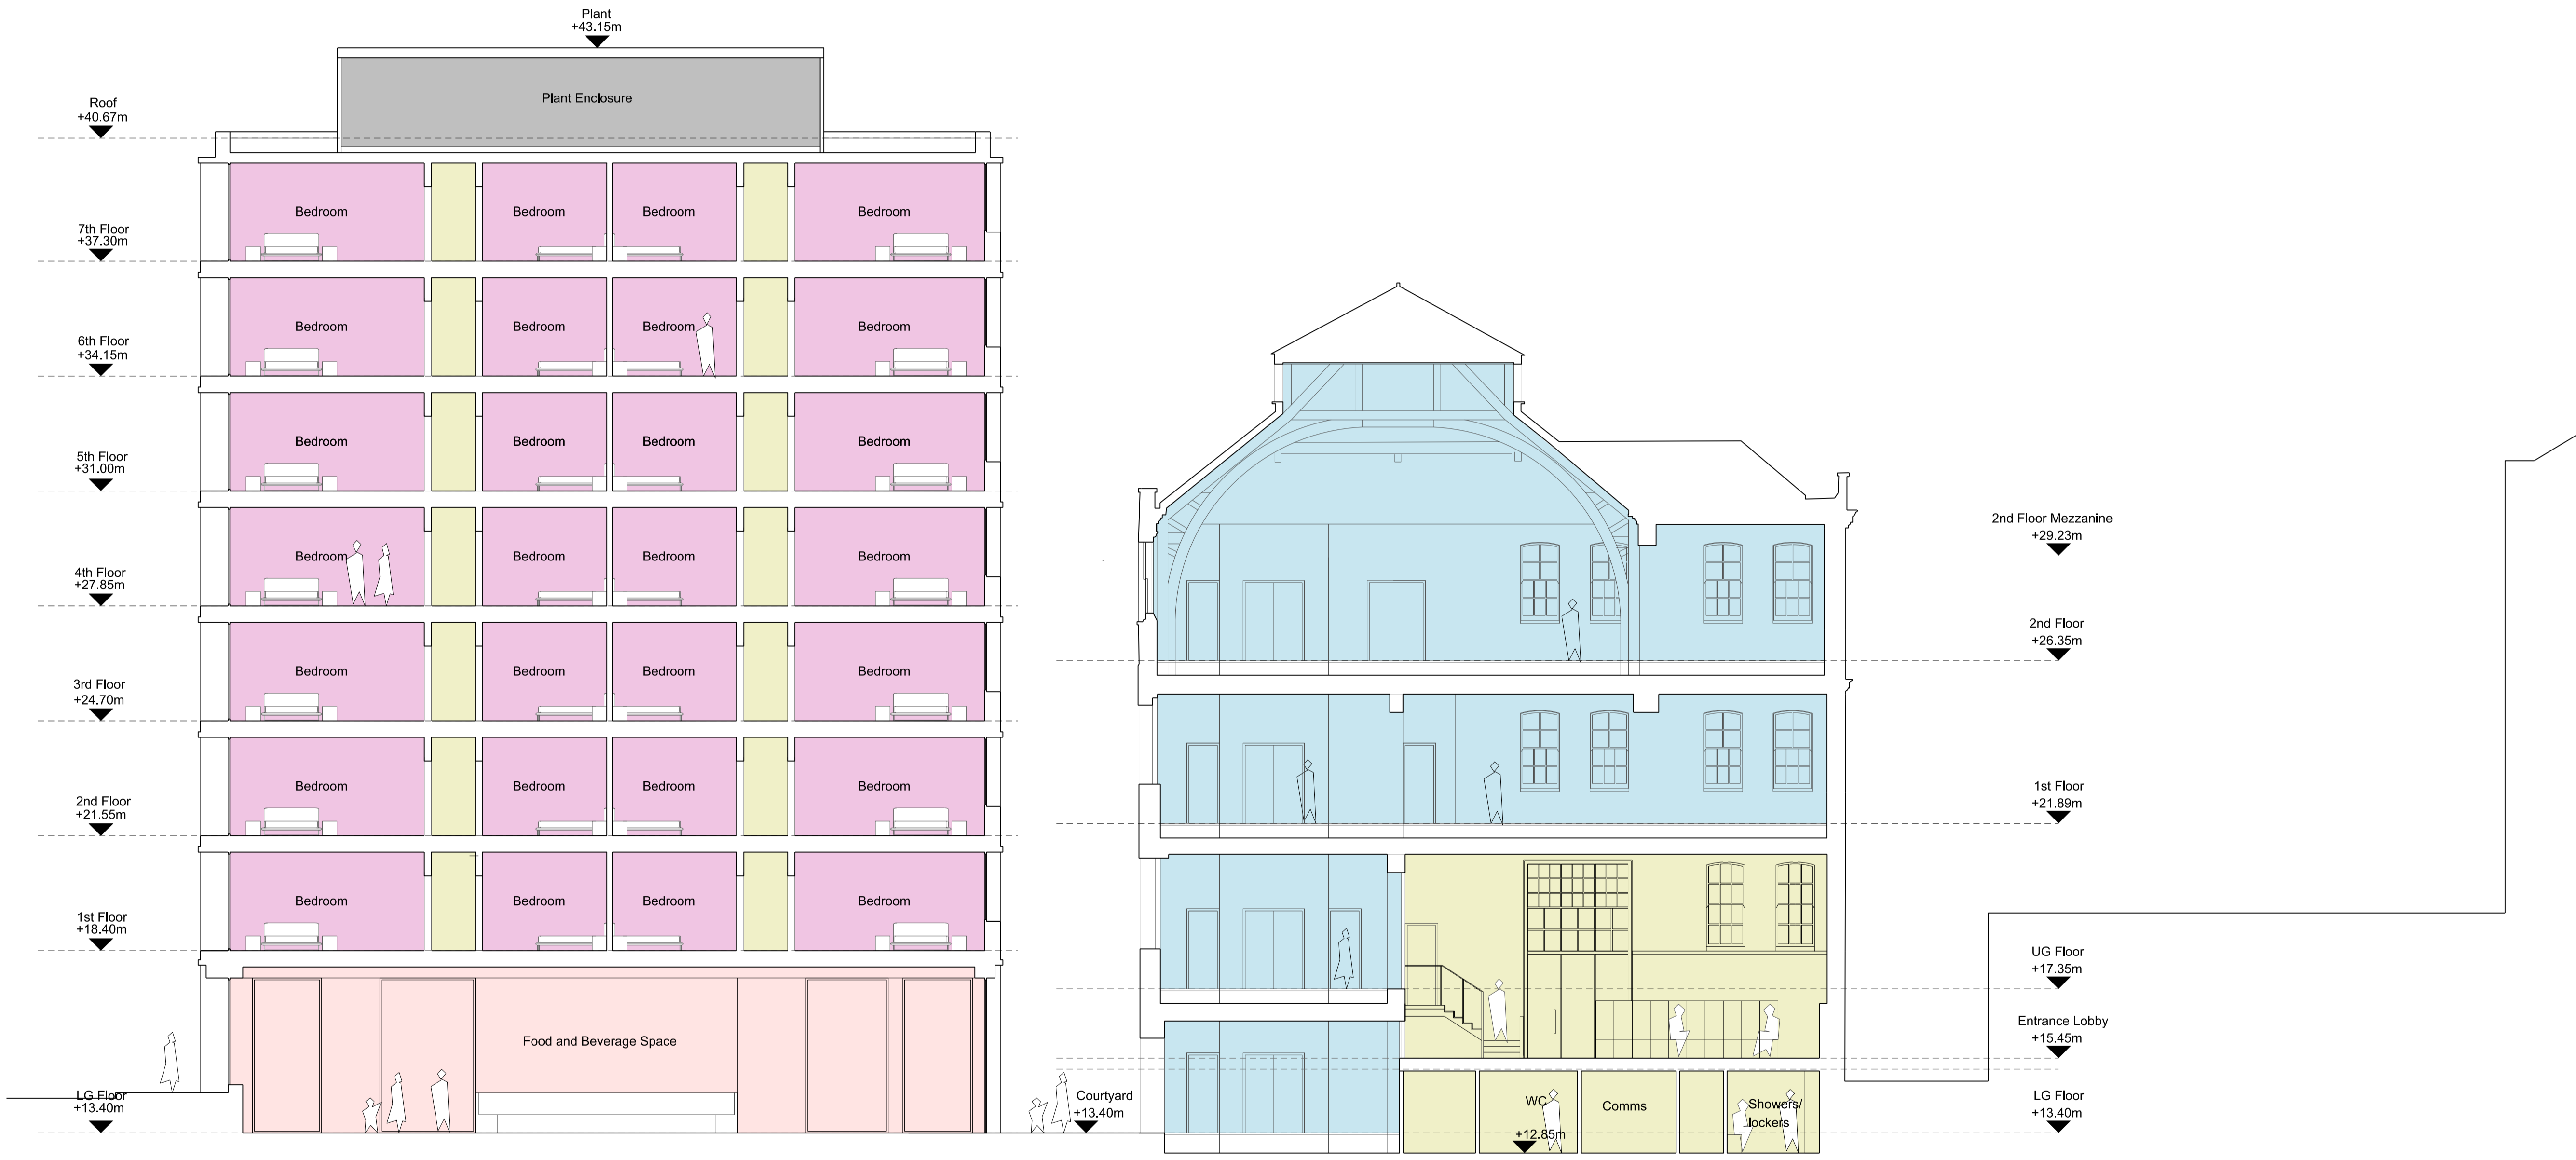 Plant
+43.15m
Plant Enclosure
Roof
+40.67m
Bedroom Bedroom Bedroom Bedroom
7th Floor
+37.30m
Bedroom Bedroom Bedroom Bedroom
6th Floor
+34.15m
Bedroom Bedroom Bedroom Bedroom
5th Floor
+31.00m
Bedroom Bedroom Bedroom Bedroom
4th Floor
+27.85m
Bedroom Bedroom Bedroom Bedroom
3rd Floor
+24.70m
Bedroom Bedroom Bedroom Bedroom
2nd Floor
+21.55m
Bedroom Bedroom Bedroom Bedroom
1st Floor
+18.40m
Food and Beverage Space
LG Floor
+13.40m
Courtyard
+13.40m
WC
+12.85m
Comms
Showers/
lockers
2nd Floor Mezzanine
+29.23m
2nd Floor
+26.35m
1st Floor
+21.89m
UG Floor
+17.35m
Entrance Lobby
+15.45m
LG Floor
+13.40m